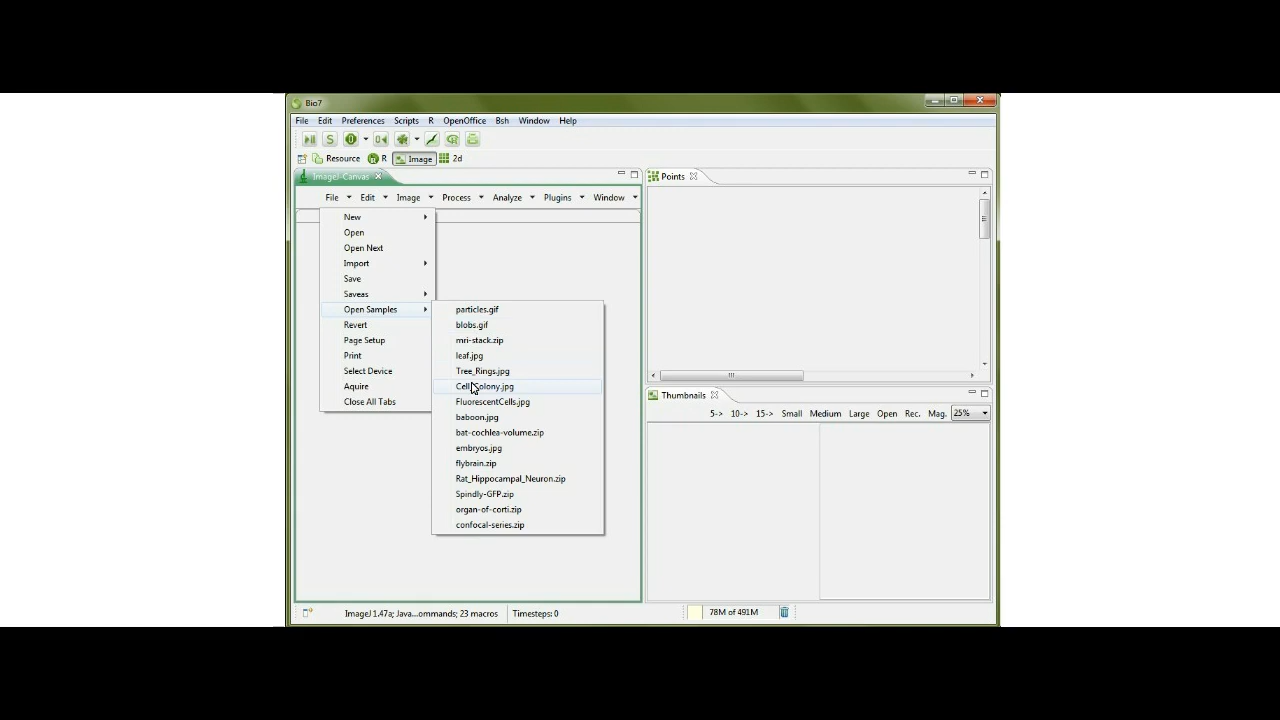 Bio7
File Edit Preferences Scripts R OpenOffice Bsh Window Help
S
Resource R Image 2d
ImageJ-Canvas
File Edit Image Process Analyze Plugins Window
New
Open
Open Next
Import
Save
Saveas
Open Samples
Revert
Page Setup
Print
Select Device
Aquire
Close All Tabs
particles.gif
blobs.gif
mri-stack.zip
leaf.jpg
Tree_Rings.jpg
Cell_Colony.jpg
FluorescentCells.jpg
baboon.jpg
bat-cochlea-volume.zip
embryos.jpg
flybrain.zip
Rat_Hippocampal_Neuron.zip
Spindly-GFP.zip
organ-of-corti.zip
confocal-series.zip
Points
Thumbnails
5-> 10-> 15-> Small Medium Large Open Rec. Mag. 25%
ImageJ 1.47a; Java...ommands; 23 macros Timesteps: 0 78M of 491M